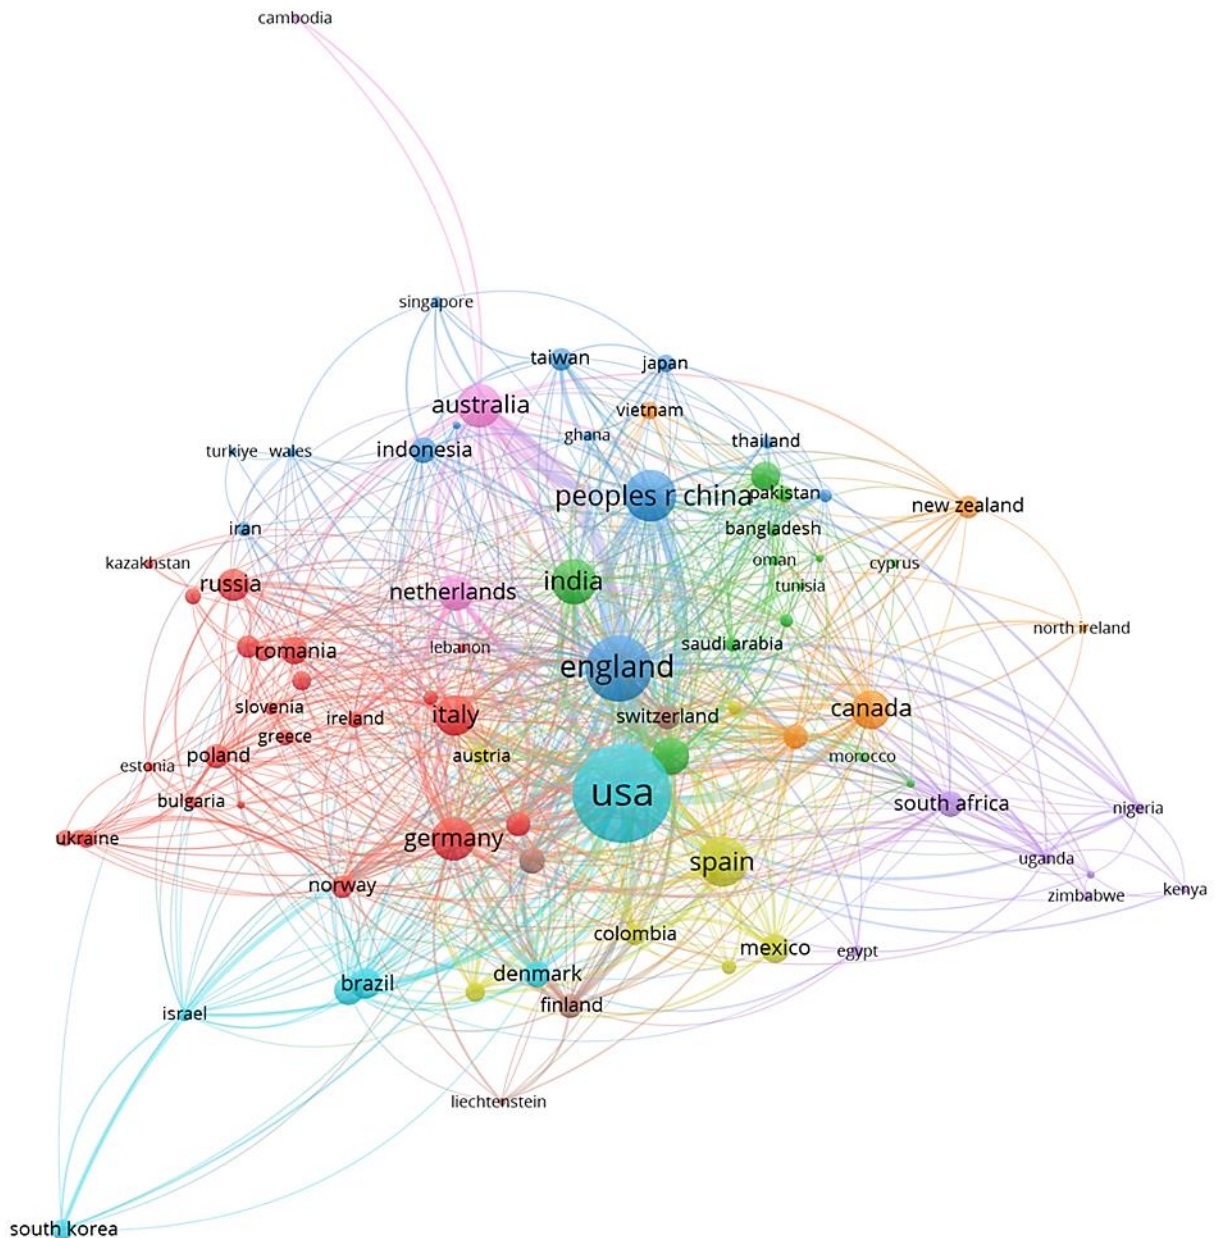 cambodia
singapore
taiwan
japan
australia
vietnam
ghana
thailand
turkiye
wales
indonesia
peoples r china
pakistan
new zealand
iran
bangladesh
kazakhstan
russia
netherlands
india
oman
cyprus
tunisia
north ireland
romania
lebanon
england
saudi arabia
slovenia
ireland
italy
switzerland
canada
greece
poland
austria
morocco
estonia
bulgaria
usa
south africa
nigeria
ukraine
germany
spain
uganda
norway
zimbabwe
kenya
colombia
mexico
egypt
brazil
denmark
finland
israel
liechtenstein
south korea